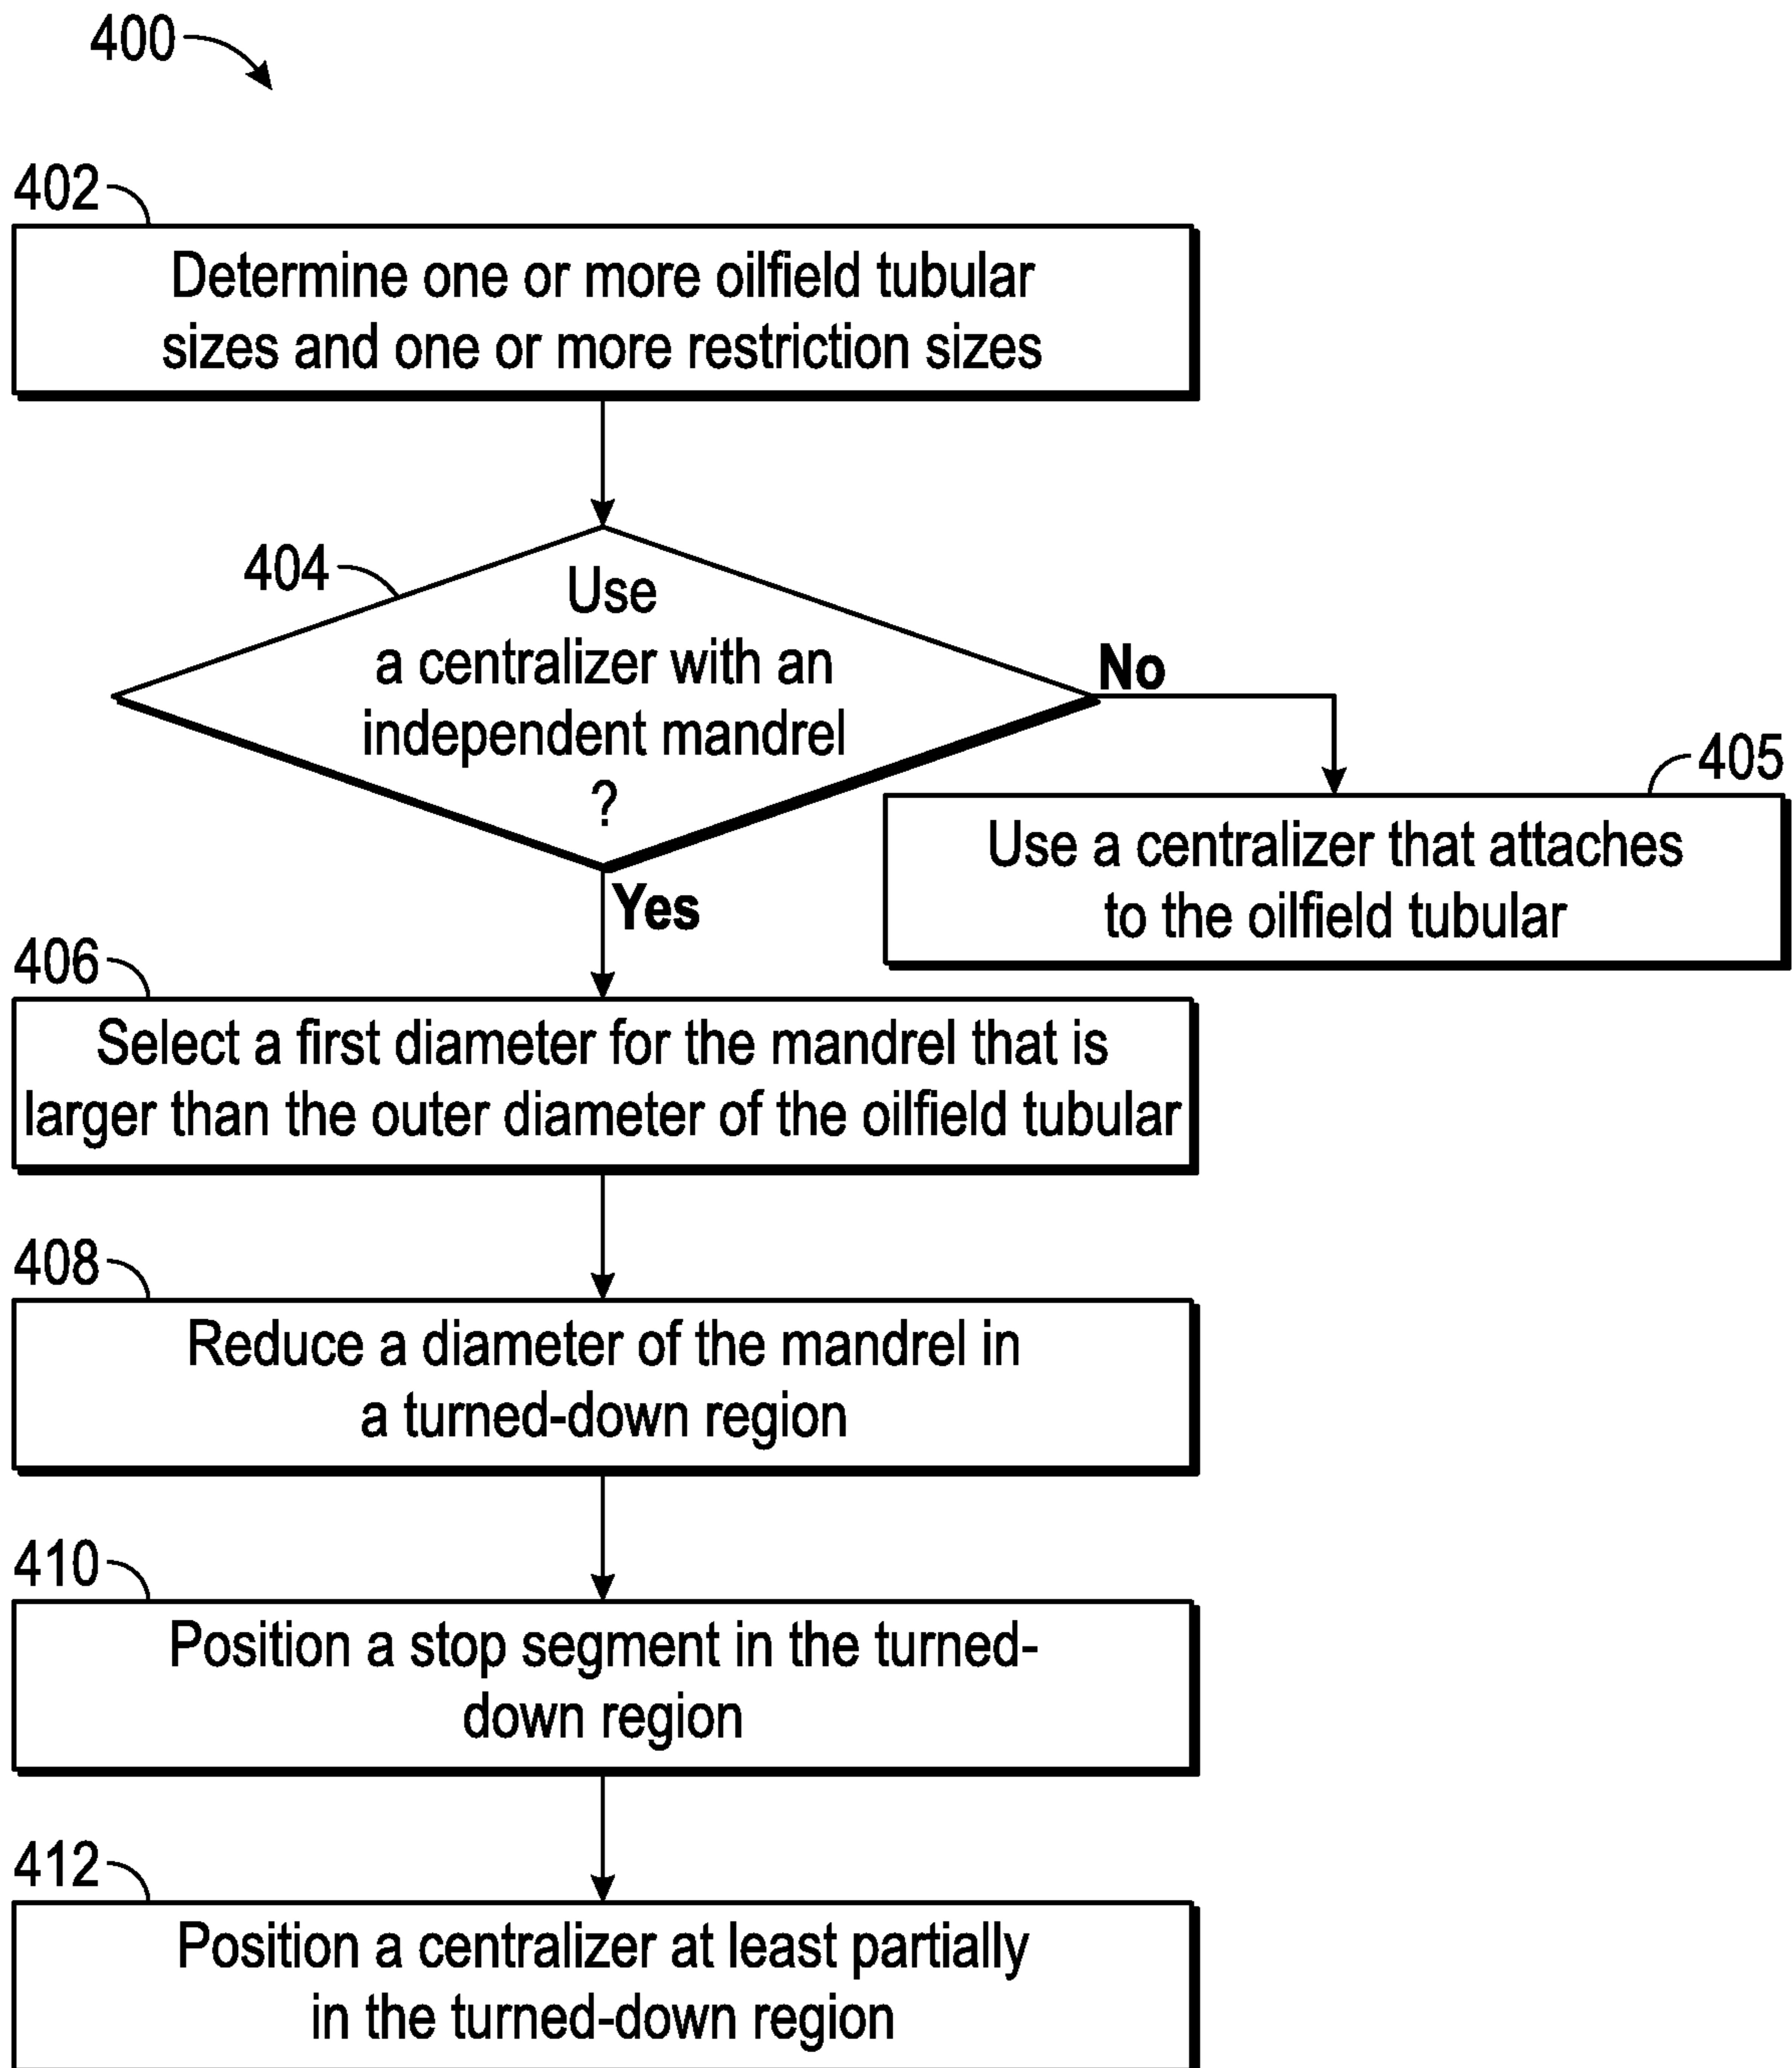 400
402
Determine one or more oilfield tubular
sizes and one or more restriction sizes
404
Use
a centralizer with an
independent mandrel
?
No
405
Use a centralizer that attaches
to the oilfield tubular
Yes
406
Select a first diameter for the mandrel that is
larger than the outer diameter of the oilfield tubular
408
Reduce a diameter of the mandrel in
a turned-down region
410
Position a stop segment in the turned-
down region
412
Position a centralizer at least partially
in the turned-down region